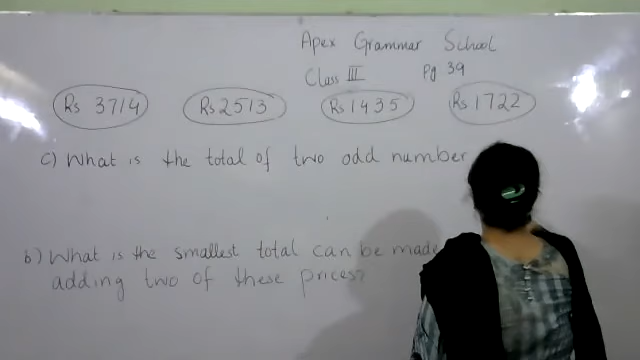 Apex Grammar School
Class III Pg 39
Rs 3714 Rs 2513 Rs 1435 Rs 1722
c) What is the total of two odd number
b) What is the smallest total can be made
adding two of these prices?